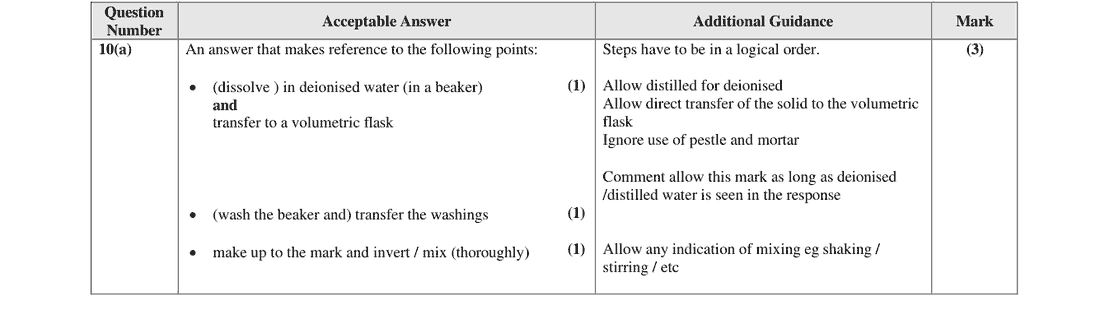 Question Number
Acceptable Answer
Additional Guidance
Mark
10(a)
An answer that makes reference to the following points:
Steps have to be in a logical order.
(3)
• (dissolve ) in deionised water (in a beaker)
(1)
Allow distilled for deionised
and
Allow direct transfer of the solid to the volumetric
transfer to a volumetric flask
flask
Ignore use of pestle and mortar
Comment allow this mark as long as deionised
/distilled water is seen in the response
• (wash the beaker and) transfer the washings
(1)
• make up to the mark and invert / mix (thoroughly)
(1)
Allow any indication of mixing eg shaking /
stirring / etc